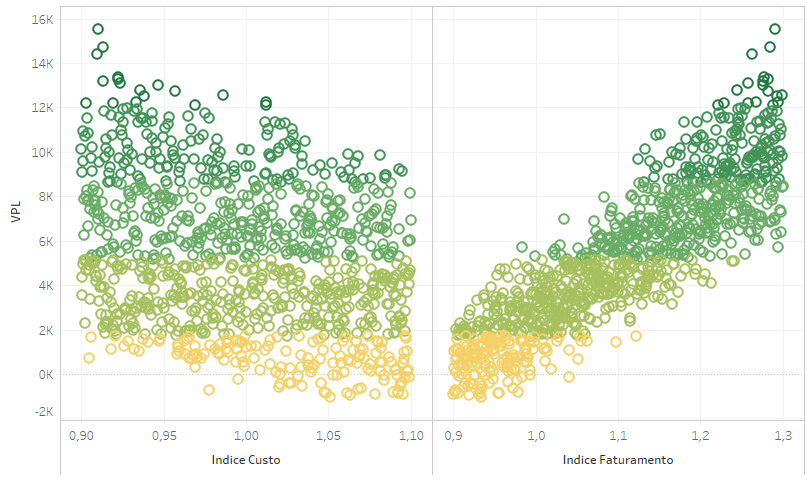 16K
14K
12K
10K
8K
6K
4K
2K
0K
-2K
VPL
0,90 0,95 1,00 1,05 1,10 0,9 1,0 1,1 1,2 1,3
Indice Custo Indice Faturamento